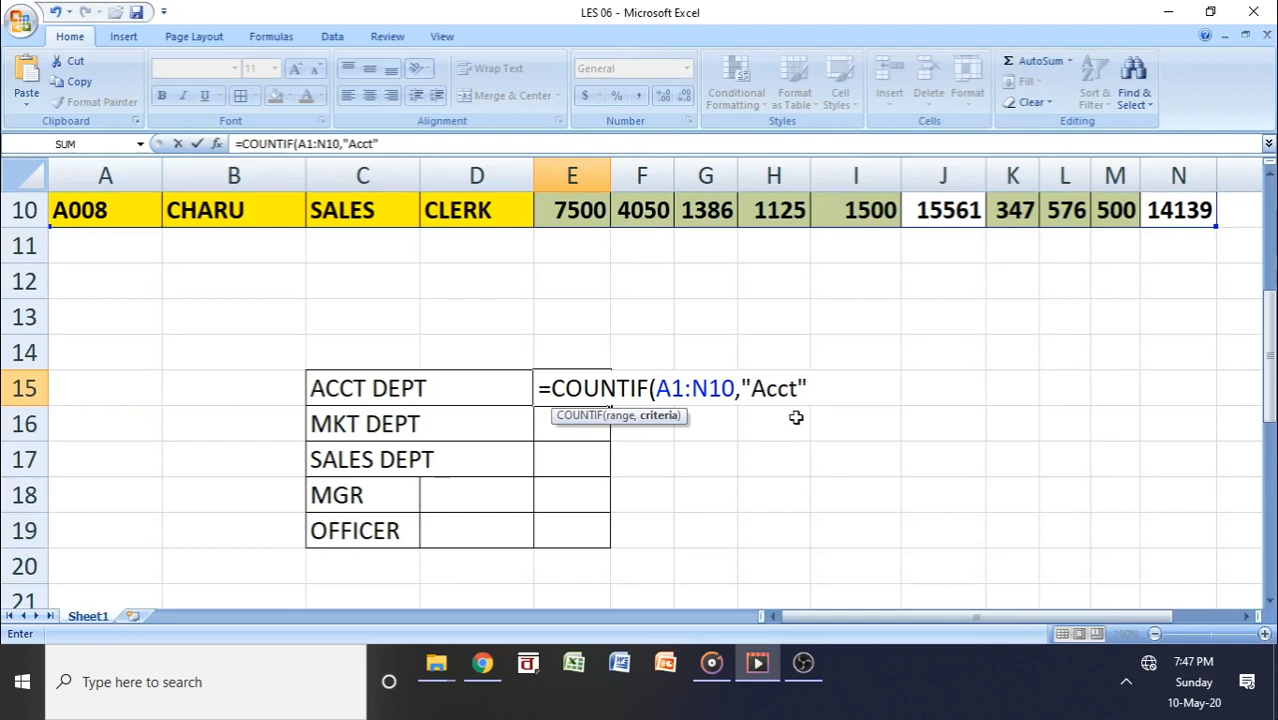 LES 06 - Microsoft Excel
Home Insert Page Layout Formulas Data Review View
Paste Cut Copy Format Painter Clipboard
11 B I U A A A Font
Wrap Text Merge & Center Alignment
General $ % , Number
Conditional Formatting Format as Table Cell Styles Styles
Insert Delete Format Cells
Σ AutoSum Fill Clear Sort & Filter Find & Select Editing
SUM fx =COUNTIF(A1:N10,"Acct"
A B C D E F G H I J K L M N
10 A008 CHARU SALES CLERK 7500 4050 1386 1125 1500 15561 347 576 500 14139
11
12
13
14
15 ACCT DEPT =COUNTIF(A1:N10,"Acct"
COUNTIF(range, criteria)
16 MKT DEPT
17 SALES DEPT
18 MGR
19 OFFICER
20
21
Sheet1
Enter 190%
Type here to search
7:47 PM
Sunday
10-May-20